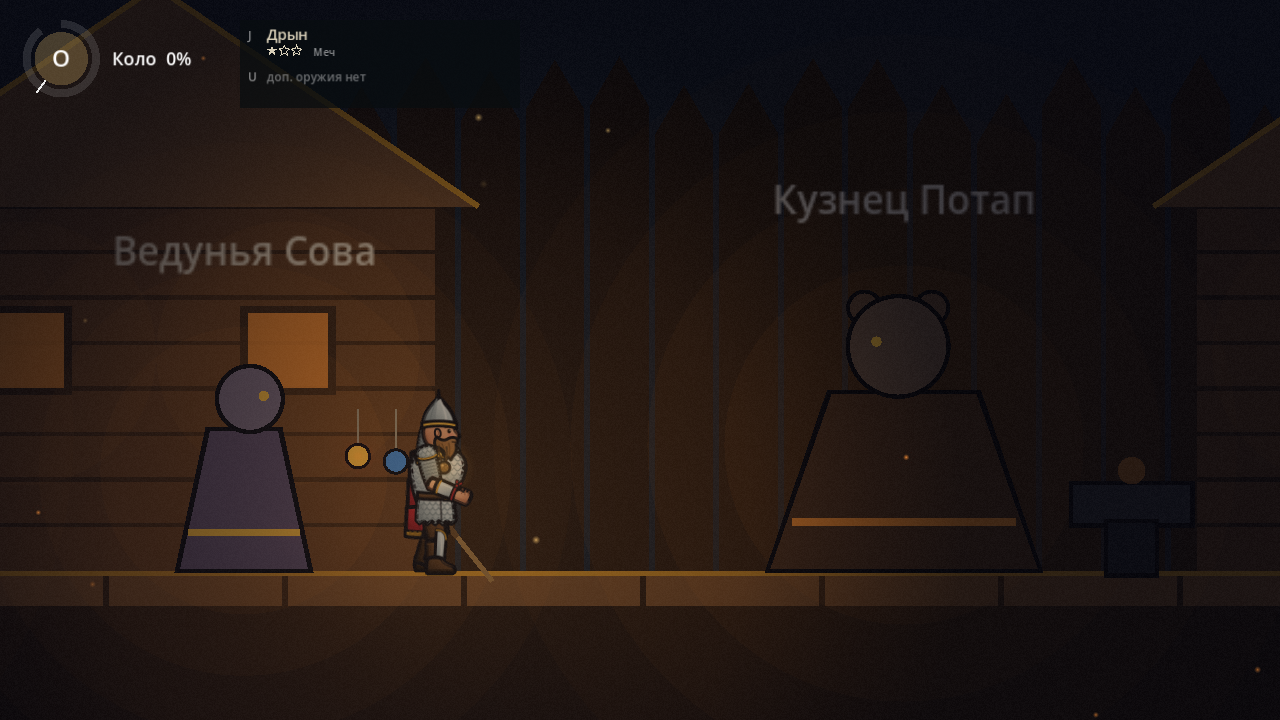 О
Коло 0%
J Дрын
Меч
U доп. оружия нет
Кузнец Потап
Ведунья Сова